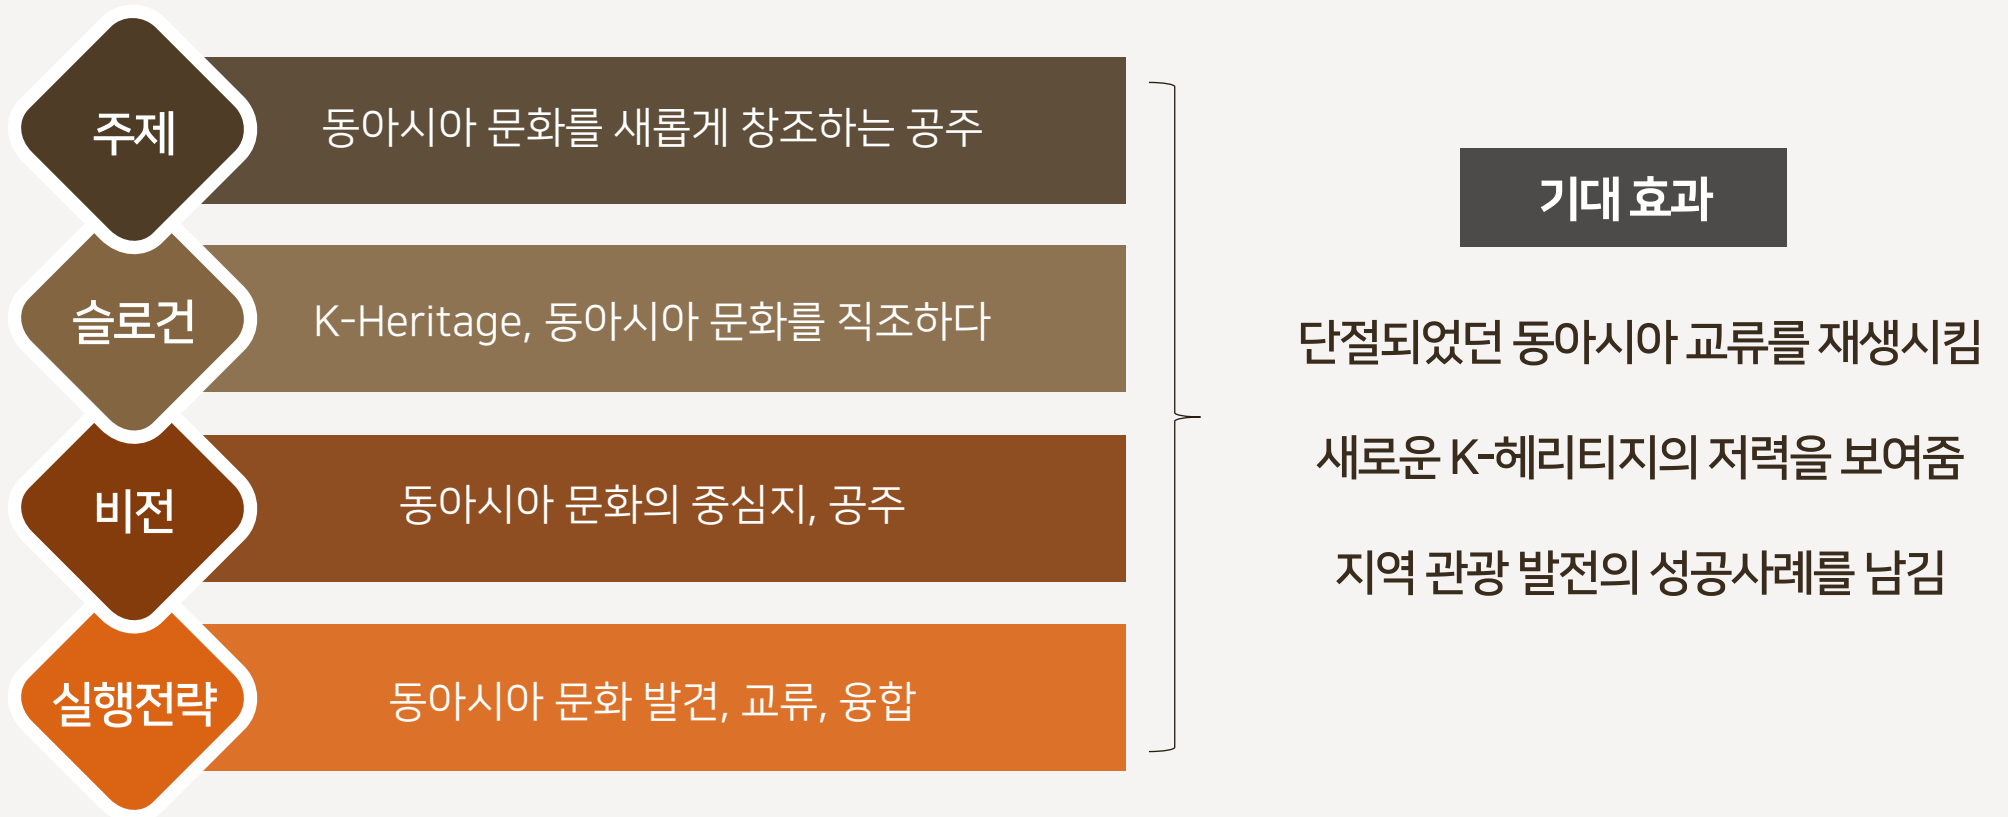 주제
동아시아 문화를 새롭게 창조하는 공주
슬로건
K-Heritage, 동아시아 문화를 직조하다
비전
동아시아 문화의 중심지, 공주
실행전략
동아시아 문화 발견, 교류, 융합
기대 효과
단절되었던 동아시아 교류를 재생시킴
새로운 K-헤리티지의 저력을 보여줌
지역 관광 발전의 성공사례를 남김